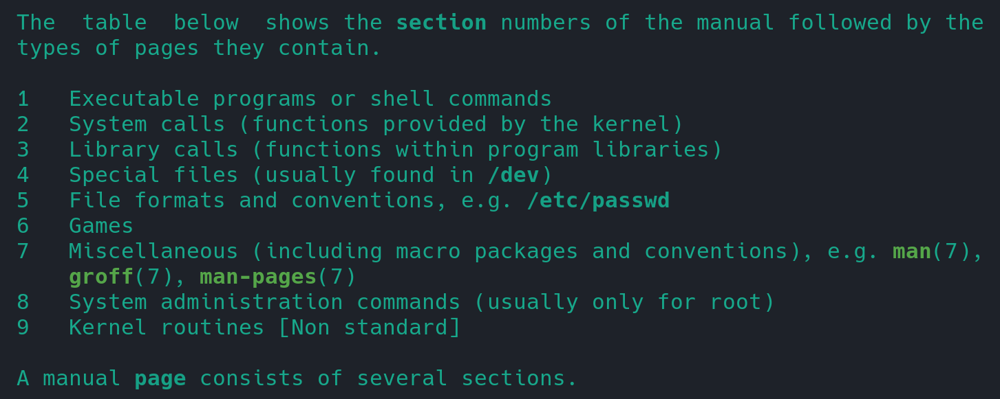 The table below shows the section numbers of the manual followed by the
types of pages they contain.
1 Executable programs or shell commands
2 System calls (functions provided by the kernel)
3 Library calls (functions within program libraries)
4 Special files (usually found in /dev)
5 File formats and conventions, e.g. /etc/passwd
6 Games
7 Miscellaneous (including macro packages and conventions), e.g. man(7),
groff(7), man-pages(7)
8 System administration commands (usually only for root)
9 Kernel routines [Non standard]
A manual page consists of several sections.